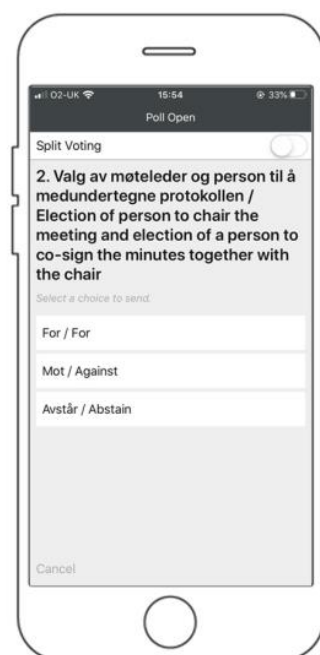 O2-UK 15:54 33%
Poll Open
Split Voting
2. Valg av møteleder og person til å
medundertegne protokollen /
Election of person to chair the
meeting and election of a person to
co-sign the minutes together with
the chair
Select a choice to send.
For / For
Mot / Against
Avstår / Abstain
Cancel